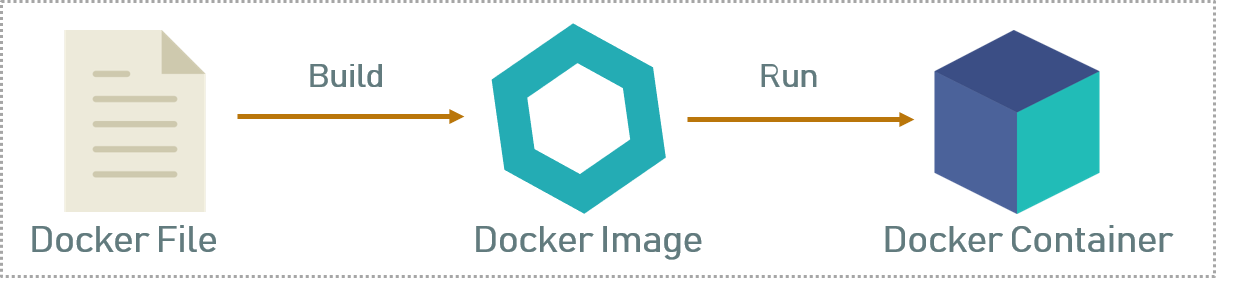 Build
Run
Docker File
Docker Image
Docker Container